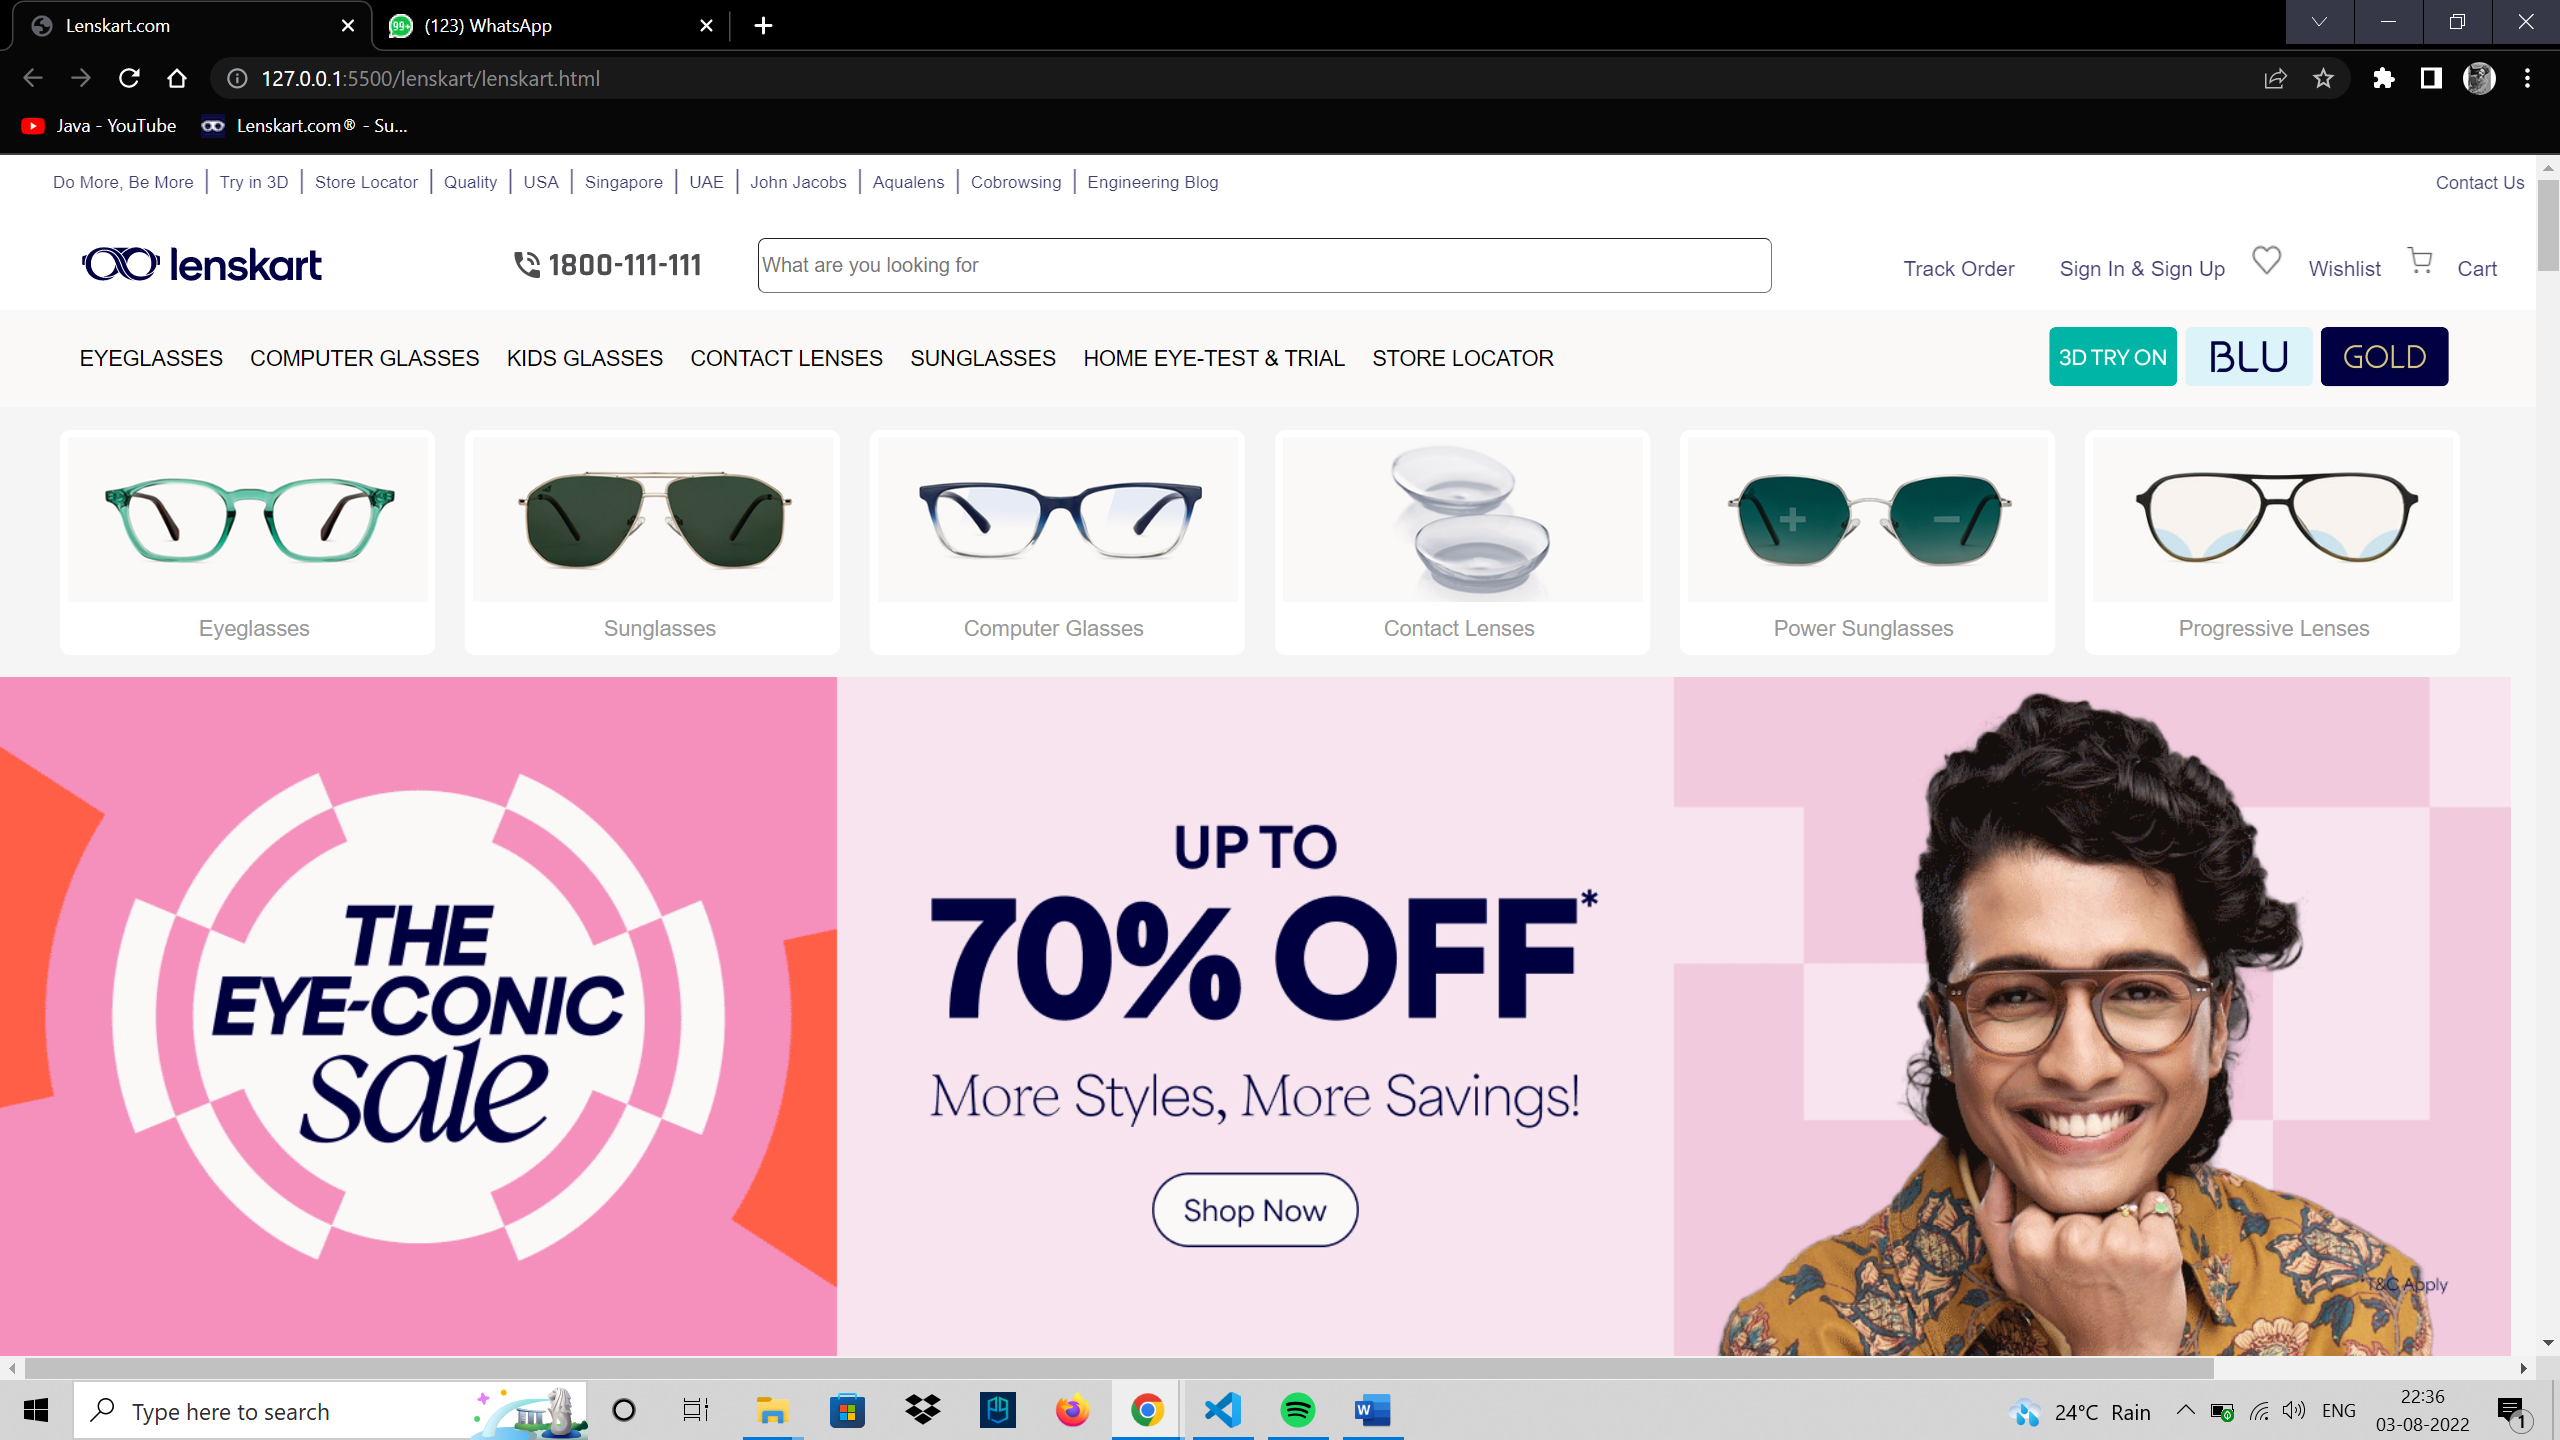 Lenskart.com
(123) WhatsApp
127.0.0.1:5500/lenskart/lenskart.html
Java - YouTube
Lenskart.com® - Su...
Do More, Be More | Try in 3D | Store Locator | Quality | USA | Singapore | UAE | John Jacobs | Aqualens | Cobrowsing | Engineering Blog
Contact Us
lenskart
1800-111-111
What are you looking for
Track Order
Sign In & Sign Up
Wishlist
Cart
EYEGLASSES COMPUTER GLASSES KIDS GLASSES CONTACT LENSES SUNGLASSES HOME EYE-TEST & TRIAL STORE LOCATOR
3D TRY ON
BLU
GOLD
Eyeglasses
Sunglasses
Computer Glasses
Contact Lenses
Power Sunglasses
Progressive Lenses
THE
EYE-CONIC
sale
UP TO
70% OFF*
More Styles, More Savings!
Shop Now
*T&C Apply
Type here to search
24°C Rain
ENG
22:36
03-08-2022
1
99+
W